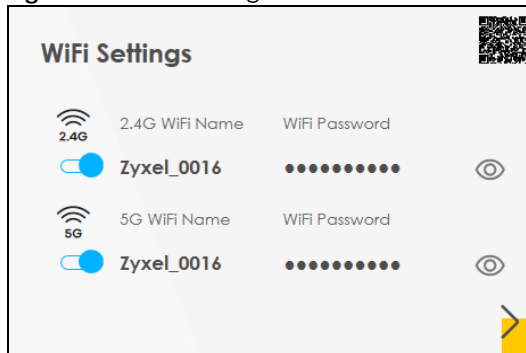 WiFi Settings
2.4G WiFi Name WiFi Password
2.4G
Zyxel_0016 ●●●●●●●●●●
5G WiFi Name WiFi Password
5G
Zyxel_0016 ●●●●●●●●●●